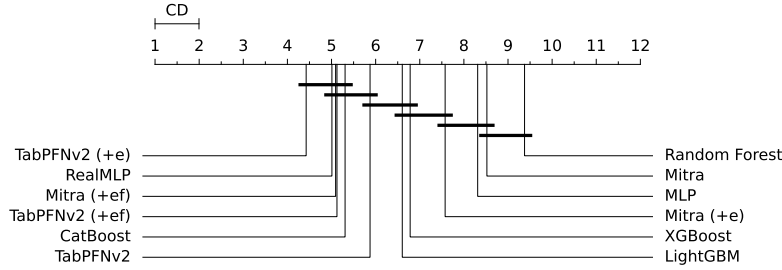 CD
1 2 3 4 5 6 7 8 9 10 11 12
TabPFNv2 (+e) Random Forest
RealMLP Mitra
Mitra (+ef) MLP
TabPFNv2 (+ef) Mitra (+e)
CatBoost XGBoost
TabPFNv2 LightGBM